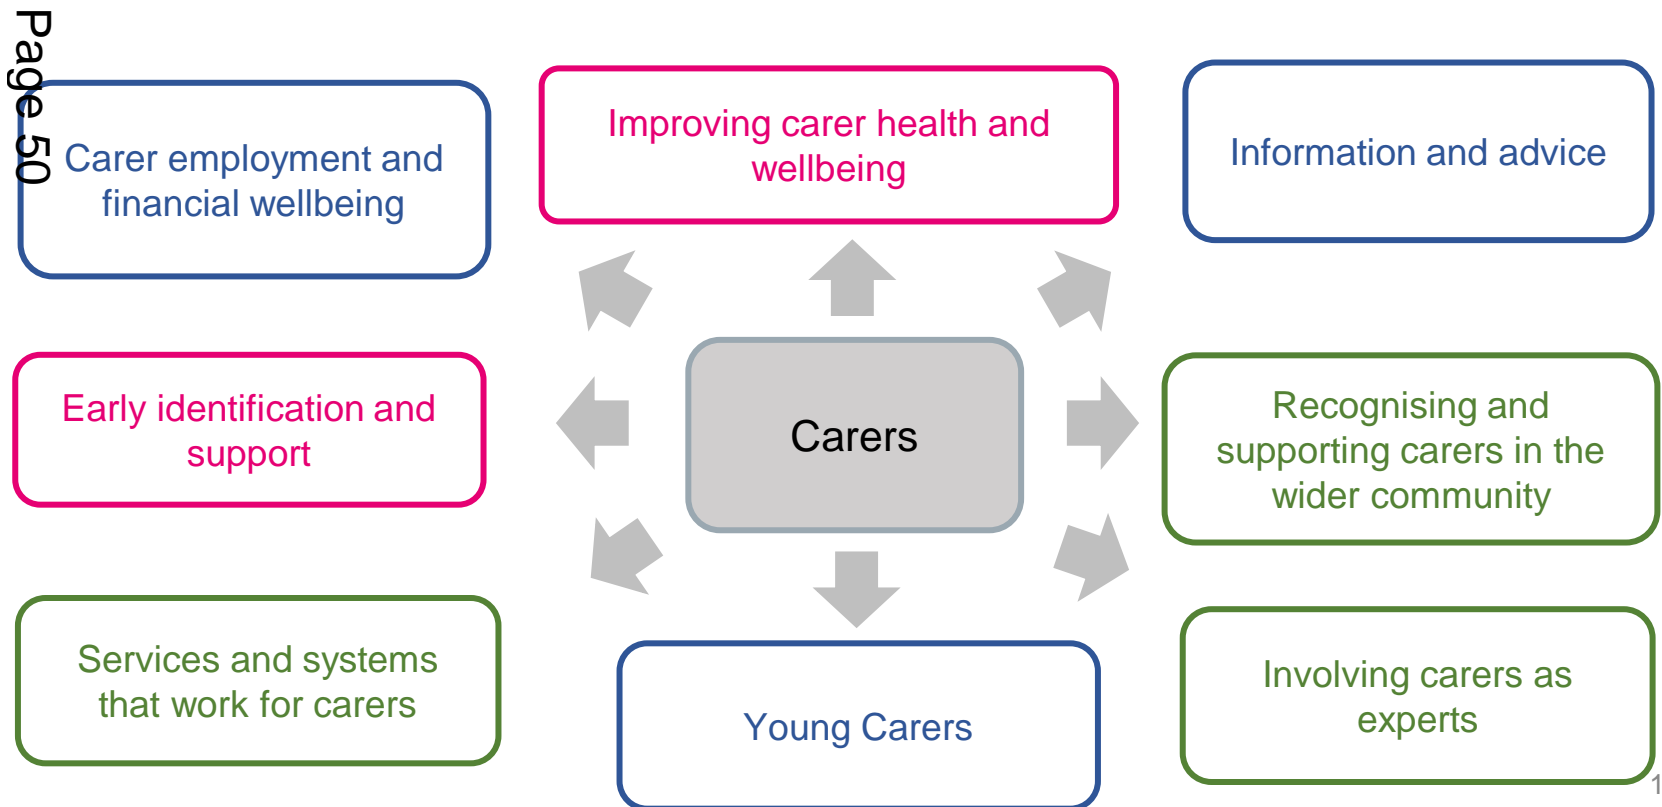 Page 50
Carer employment and
financial wellbeing
Improving carer health and
wellbeing
Information and advice
Early identification and
support
Carers
Recognising and
supporting carers in the
wider community
Services and systems
that work for carers
Young Carers
Involving carers as
experts
1